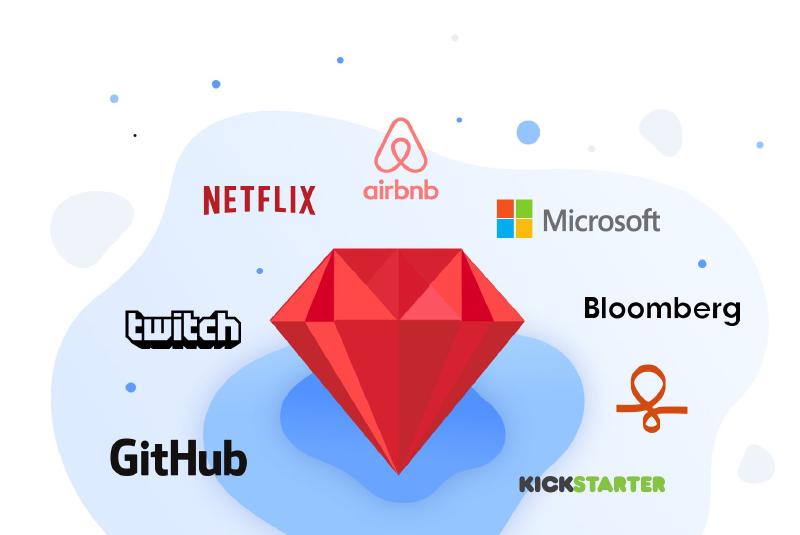 airbnb
NETFLIX
Microsoft
Bloomberg
twitch
GitHub
KICKSTARTER